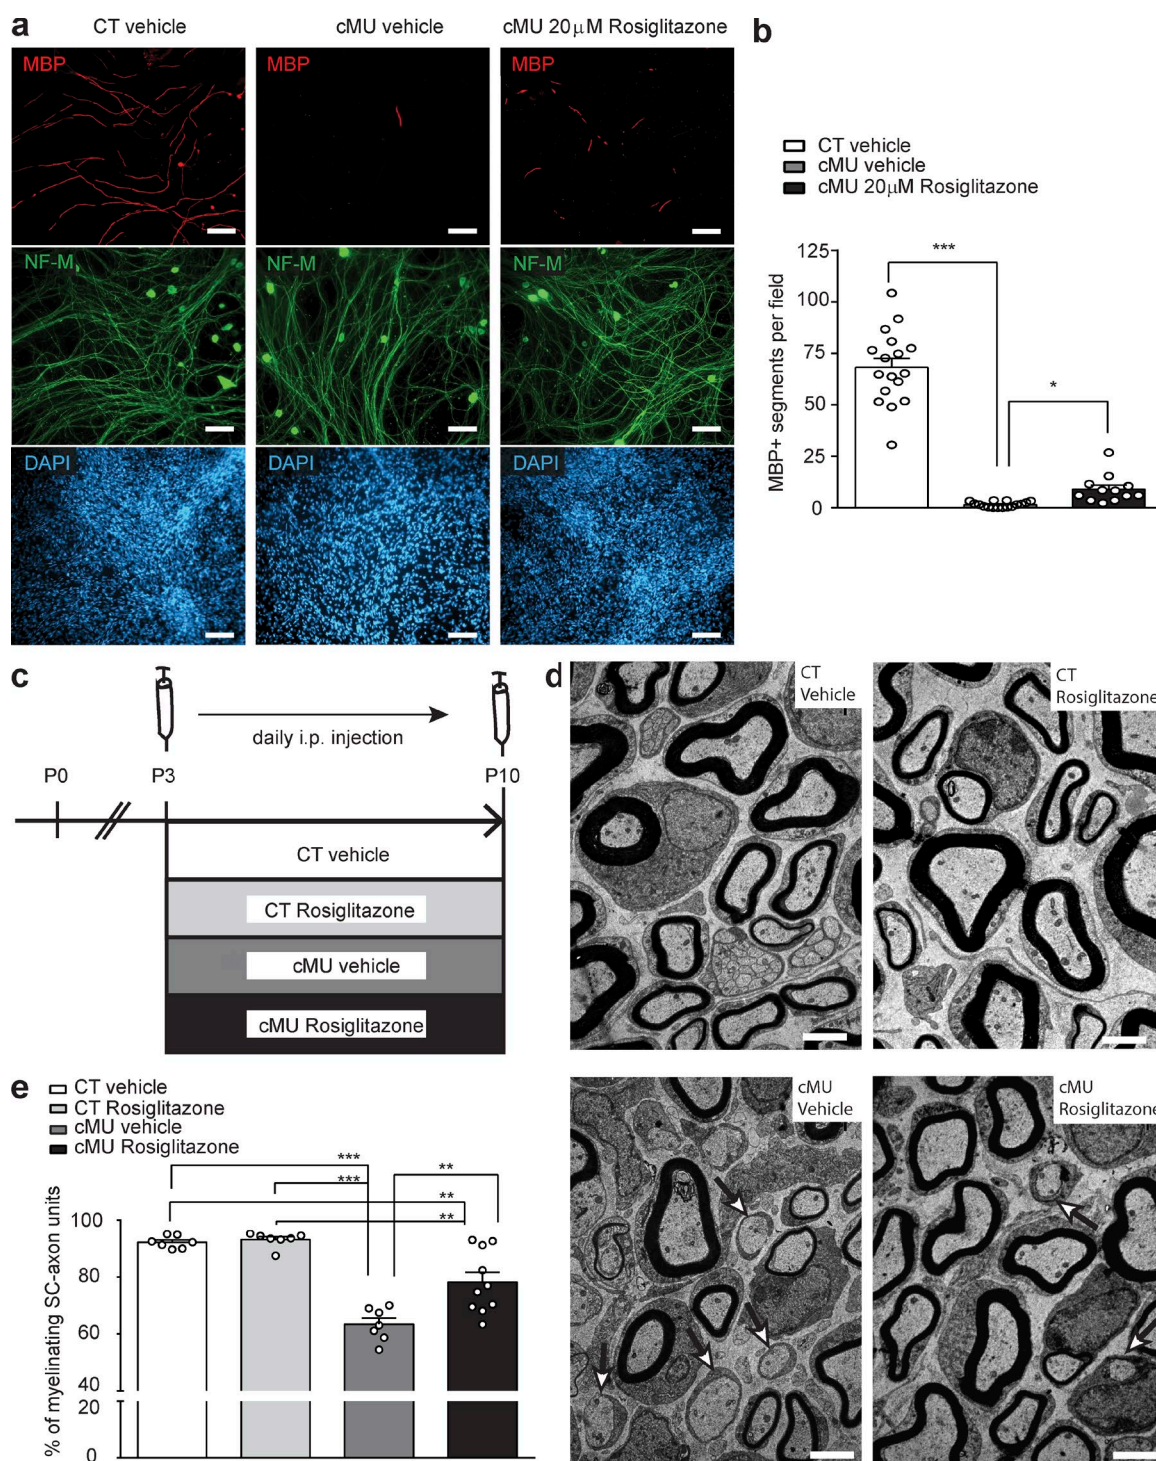 a
CT vehicle
cMU vehicle
cMU 20μM Rosiglitazone
MBP
MBP
MBP
NF-M
NF-M
NF-M
DAPI
DAPI
DAPI
b
CT vehicle
cMU vehicle
cMU 20μM Rosiglitazone
MBP+ segments per field
125
100
75
50
25
0
***
*
c
daily i.p. injection
P0
P3
P10
CT vehicle
CT Rosiglitazone
cMU vehicle
cMU Rosiglitazone
d
CT
Vehicle
CT
Rosiglitazone
cMU
Vehicle
cMU
Rosiglitazone
e
CT vehicle
CT Rosiglitazone
cMU vehicle
cMU Rosiglitazone
% of myelinating SC-axon units
100
80
60
40
20
0
***
***
**
**
**